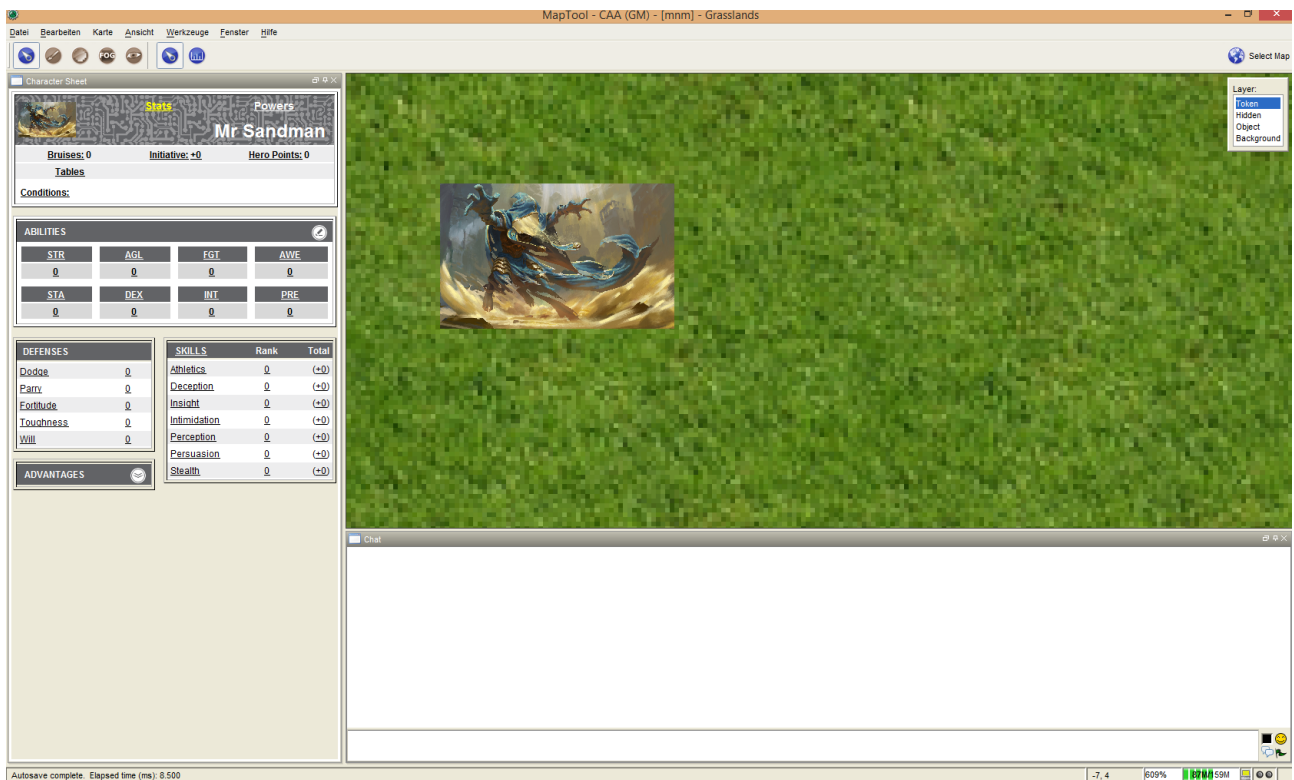 MapTool - CAA (GM) - [mnm] - Grasslands
Datei Bearbeiten Karte Ansicht Werkzeuge Fenster Hilfe
FOG
Select Map
Character Sheet
Stats Powers
Mr Sandman
Bruises: 0 Initiative: +0 Hero Points: 0
Tables
Conditions:
ABILITIES
STR AGL FGT AWE
0 0 0 0
STA DEX INT PRE
0 0 0 0
DEFENSES
Dodge 0
Parry 0
Fortitude 0
Toughness 0
Will 0
ADVANTAGES
SKILLS Rank Total
Athletics 0 (+0)
Deception 0 (+0)
Insight 0 (+0)
Intimidation 0 (+0)
Perception 0 (+0)
Persuasion 0 (+0)
Stealth 0 (+0)
Layer:
Token
Hidden
Object
Background
Chat
Autosave complete. Elapsed time (ms): 8.500
-7, 4 609% 87M/159M